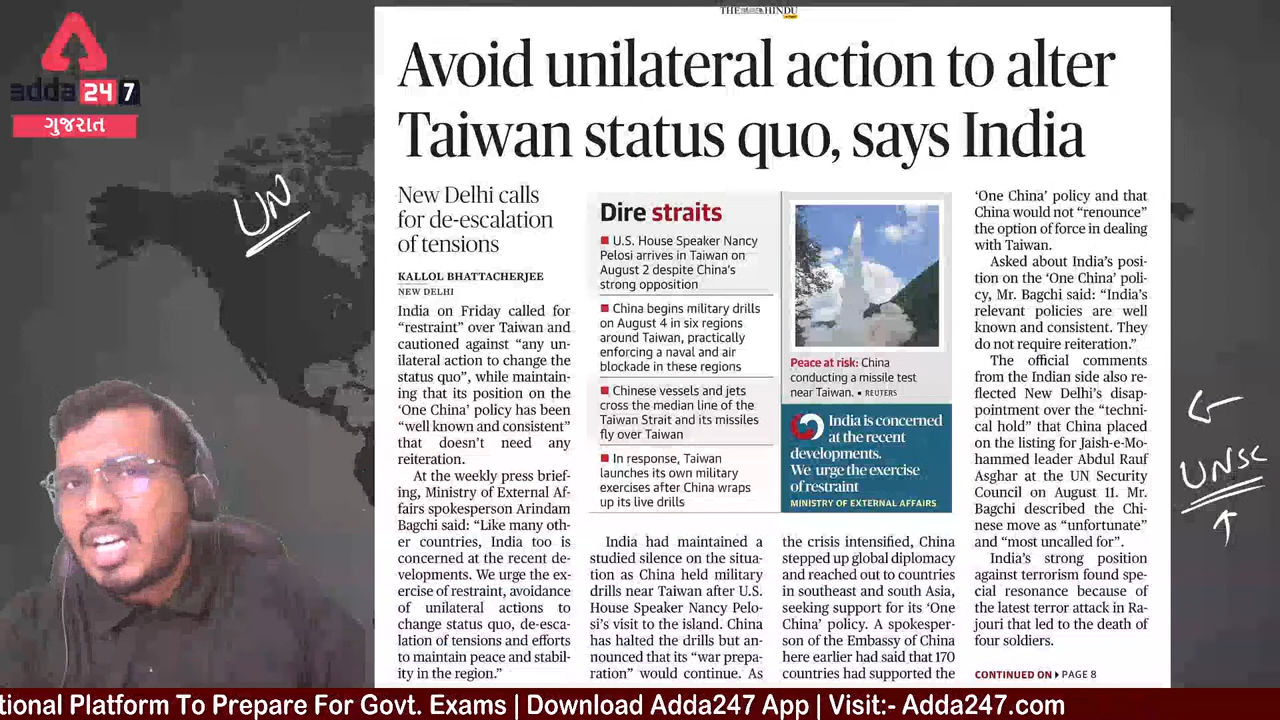 adda 24 7
ગુજરાત
UN
THE HINDU
Avoid unilateral action to alter
Taiwan status quo, says India
New Delhi calls
for de-escalation
of tensions
KALLOL BHATTACHERJEE
NEW DELHI
India on Friday called for
“restraint” over Taiwan and
cautioned against “any un-
ilateral action to change the
status quo”, while maintain-
ing that its position on the
‘One China’ policy has been
“well known and consistent”
that doesn’t need any
reiteration.
At the weekly press brief-
ing, Ministry of External Af-
fairs spokesperson Arindam
Bagchi said: “Like many oth-
er countries, India too is
concerned at the recent de-
velopments. We urge the ex-
ercise of restraint, avoidance
of unilateral actions to
change status quo, de-esca-
lation of tensions and efforts
to maintain peace and stabil-
ity in the region.”
Dire straits
U.S. House Speaker Nancy
Pelosi arrives in Taiwan on
August 2 despite China’s
strong opposition
China begins military drills
on August 4 in six regions
around Taiwan, practically
enforcing a naval and air
blockade in these regions
Chinese vessels and jets
cross the median line of the
Taiwan Strait and its missiles
fly over Taiwan
In response, Taiwan
launches its own military
exercises after China wraps
up its live drills
Peace at risk: China
conducting a missile test
near Taiwan. ▪ REUTERS
India is concerned
at the recent
developments.
We urge the exercise
of restraint
MINISTRY OF EXTERNAL AFFAIRS
India had maintained a
studied silence on the situa-
tion as China held military
drills near Taiwan after U.S.
House Speaker Nancy Pelo-
si’s visit to the island. China
has halted the drills but an-
nounced that its “war prepa-
ration” would continue. As
the crisis intensified, China
stepped up global diplomacy
and reached out to countries
in southeast and south Asia,
seeking support for its ‘One
China’ policy. A spokesper-
son of the Embassy of China
here earlier had said that 170
countries had supported the
‘One China’ policy and that
China would not “renounce”
the option of force in dealing
with Taiwan.
Asked about India’s posi-
tion on the ‘One China’ poli-
cy, Mr. Bagchi said: “India’s
relevant policies are well
known and consistent. They
do not require reiteration.”
The official comments
from the Indian side also re-
flected New Delhi’s disap-
pointment over the “techni-
cal hold” that China placed
on the listing for Jaish-e-Mo-
hammed leader Abdul Rauf
Asghar at the UN Security
Council on August 11. Mr.
Bagchi described the Chi-
nese move as “unfortunate”
and “most uncalled for”.
India’s strong position
against terrorism found spe-
cial resonance because of
the latest terror attack in Ra-
jouri that led to the death of
four soldiers.
CONTINUED ON ▸ PAGE 8
UNSC
tional Platform To Prepare For Govt. Exams | Download Adda247 App | Visit:- Adda247.com